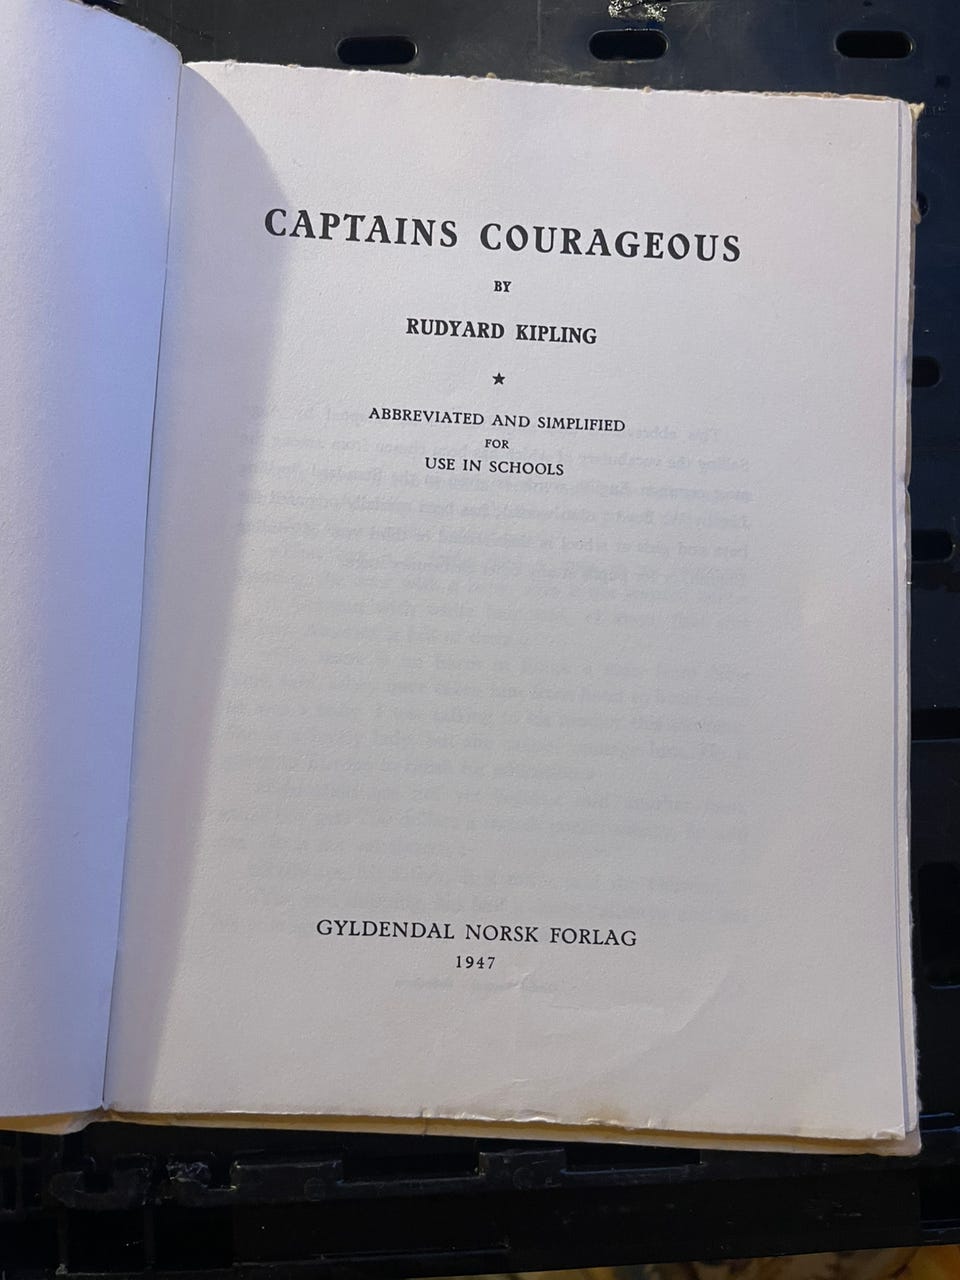 CAPTAINS COURAGEOUS
BY
RUDYARD KIPLING
★
ABBREVIATED AND SIMPLIFIED
FOR
USE IN SCHOOLS
GYLDENDAL NORSK FORLAG
1947